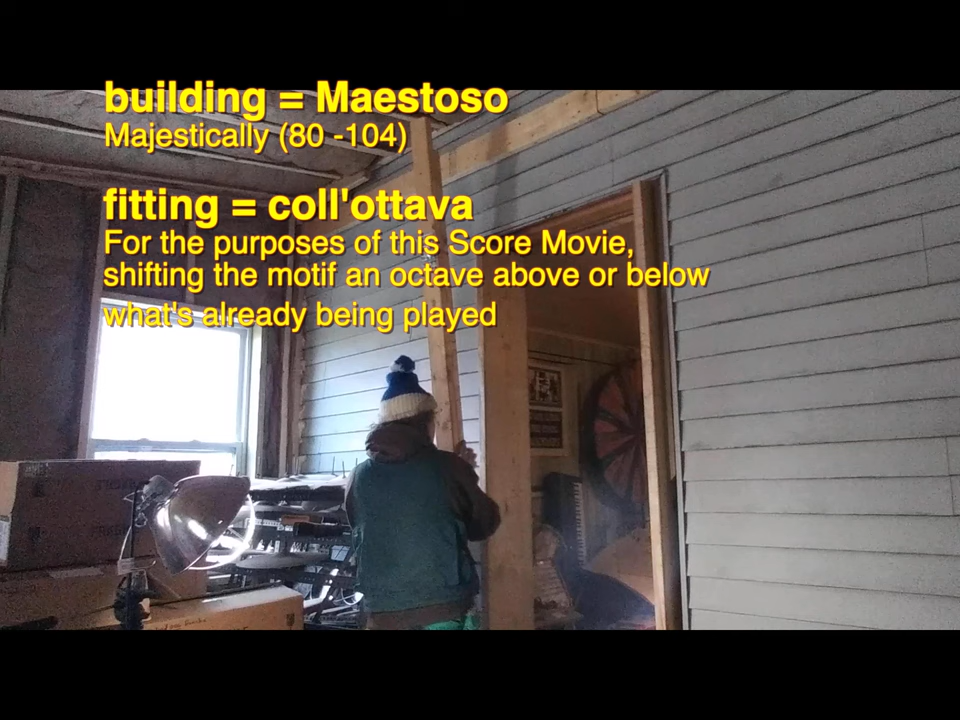 building = Maestoso
Majestically (80 -104)
fitting = coll'ottava
For the purposes of this Score Movie,
shifting the motif an octave above or below
what's already being played